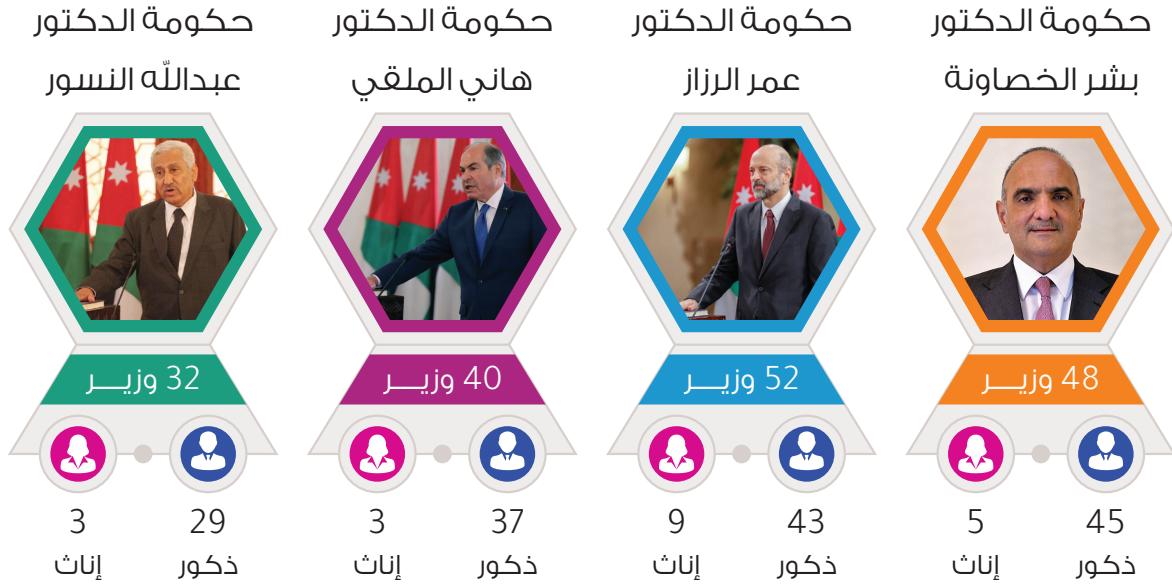 حكومة الدكتور
بشر الخصاونة
48 وزيـــر
45
ذكور
5
إناث
حكومة الدكتور
عمر الرزاز
52 وزيـــر
43
ذكور
9
إناث
حكومة الدكتور
هاني الملقي
40 وزيـــر
37
ذكور
3
إناث
حكومة الدكتور
عبدالله النسور
32 وزيـــر
29
ذكور
3
إناث